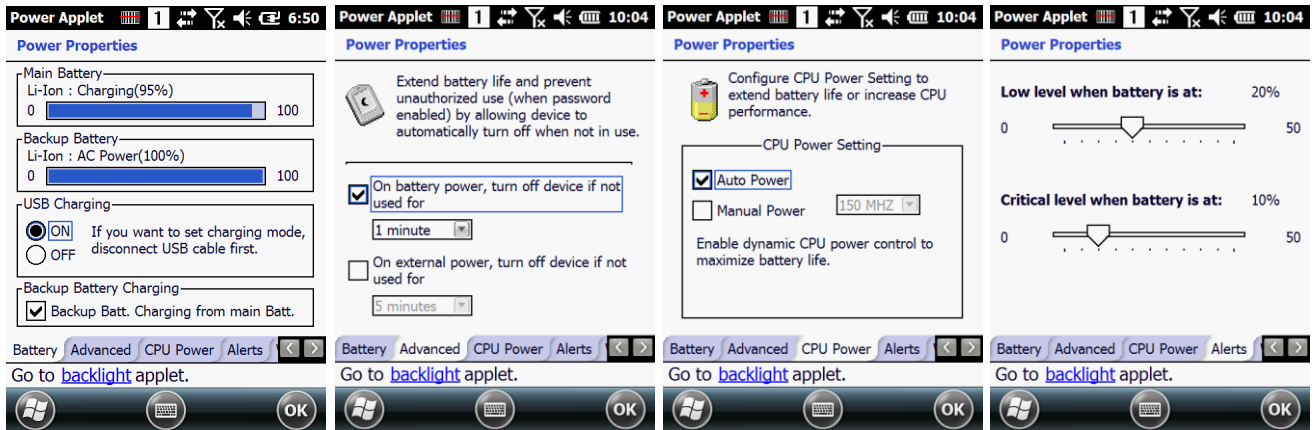 Power Applet 1 6:50
Power Properties
Main Battery
Li-Ion : Charging(95%)
0 100
Backup Battery
Li-Ion : AC Power(100%)
0 100
USB Charging
ON
OFF
If you want to set charging mode,
disconnect USB cable first.
Backup Battery Charging
Backup Batt. Charging from main Batt.
Battery Advanced CPU Power Alerts
Go to backlight applet.
OK
Power Applet 1 10:04
Power Properties
Extend battery life and prevent
unauthorized use (when password
enabled) by allowing device to
automatically turn off when not in use.
On battery power, turn off device if not
used for
1 minute
On external power, turn off device if not
used for
5 minutes
Battery Advanced CPU Power Alerts
Go to backlight applet.
OK
Power Applet 1 10:04
Power Properties
Configure CPU Power Setting to
extend battery life or increase CPU
performance.
CPU Power Setting
Auto Power
Manual Power 150 MHZ
Enable dynamic CPU power control to
maximize battery life.
Battery Advanced CPU Power Alerts
Go to backlight applet.
OK
Power Applet 1 10:04
Power Properties
Low level when battery is at: 20%
0 50
Critical level when battery is at: 10%
0 50
Battery Advanced CPU Power Alerts
Go to backlight applet.
OK